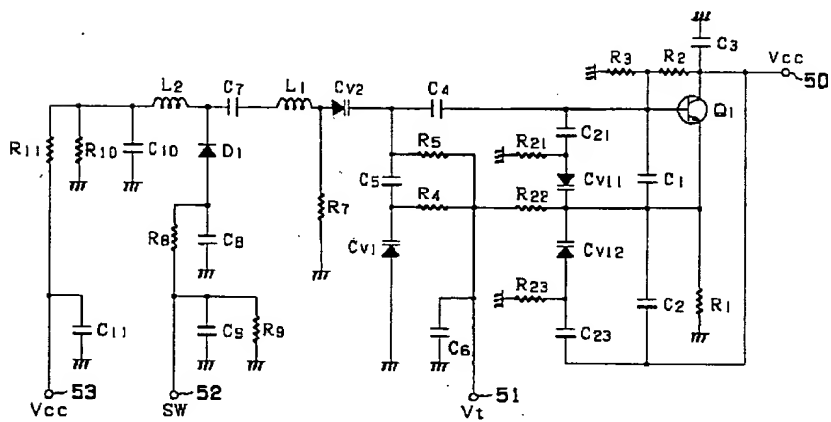 C3
R3
R2
Vcc
50
L2
C7
L1
CV2
C4
Q1
R11
R10
C10
D1
R5
R21
C21
C5
CV11
C1
R8
C8
R7
R4
R22
CV1
CV12
R23
C2
R1
C11
C9
R9
C6
C23
53
Vcc
52
SW
51
Vt